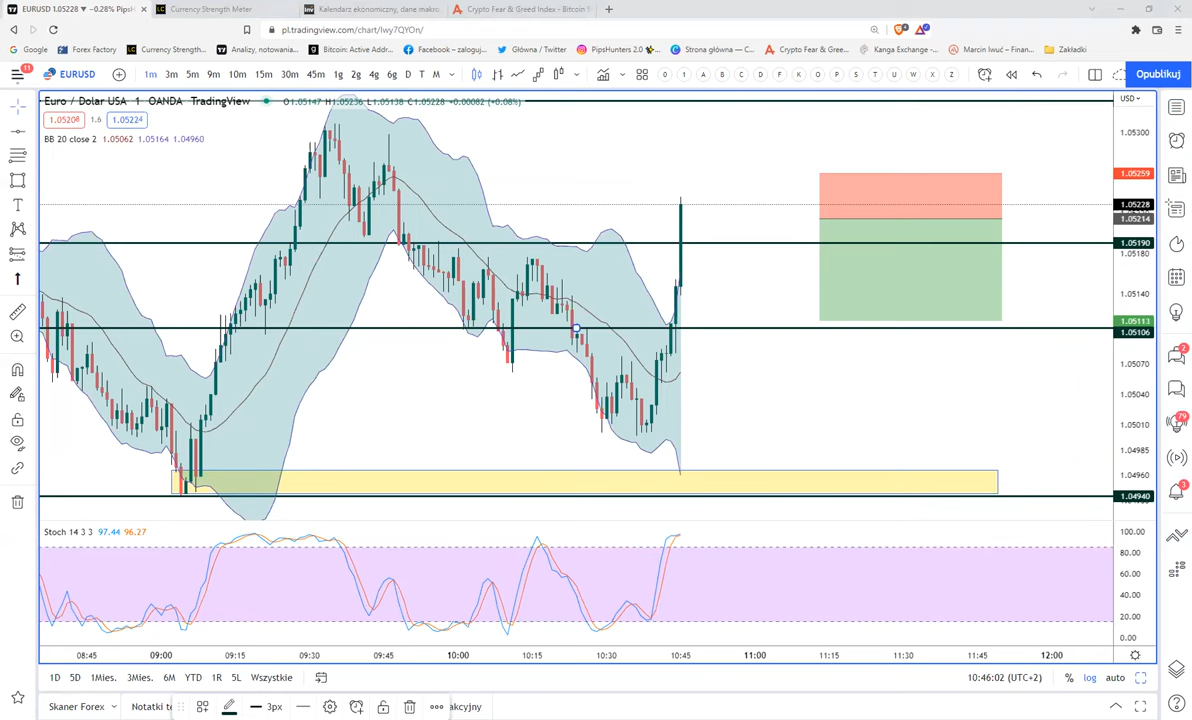 EURUSD 1.05228 ▼ −0.28% PipsH
Currency Strength Meter
Kalendarz ekonomiczny, dane makro.
Crypto Fear & Greed Index - Bitcoin
pl.tradingview.com/chart/lwy7QYOn/
Google
Forex Factory
Currency Strength...
Analizy, notowania...
Bitcoin: Active Addr...
Facebook – zaloguj...
Główna / Twitter
PipsHunters 2.0
Strona główna — C...
Crypto Fear & Gree...
Kanga Exchange -...
Marcin Iwuć – Finan...
Zakładki
11
EURUSD
1m 3m 5m 9m 10m 15m 30m 45m 1g 2g 4g 6g D T M
0 1 A B C D F K O P S T U W X Z
Opublikuj
Euro / Dolar USA 1 OANDA TradingView
O1.05147 H1.05236 L1.05138 C1.05228 +0.00082 (+0.08%)
USD
1.05208 1.6 1.05224
BB 20 close 2 1.05062 1.05164 1.04960
1.05300
1.05259
1.05228
1.05214
1.05190
1.05180
1.05140
1.05113
1.05106
1.05070
1.05040
1.05010
1.04985
1.04960
1.04940
2
79
3
Stoch 14 3 3 97.44 96.27
100.00
80.00
60.00
40.00
20.00
0.00
08:45 09:00 09:15 09:30 09:45 10:00 10:15 10:30 10:45 11:00 11:15 11:30 11:45 12:00
1D 5D 1Mies. 3Mies. 6M YTD 1R 5L Wszystkie
10:46:02 (UTC+2) % log auto
Skaner Forex
Notatki te
3px
akcyjny